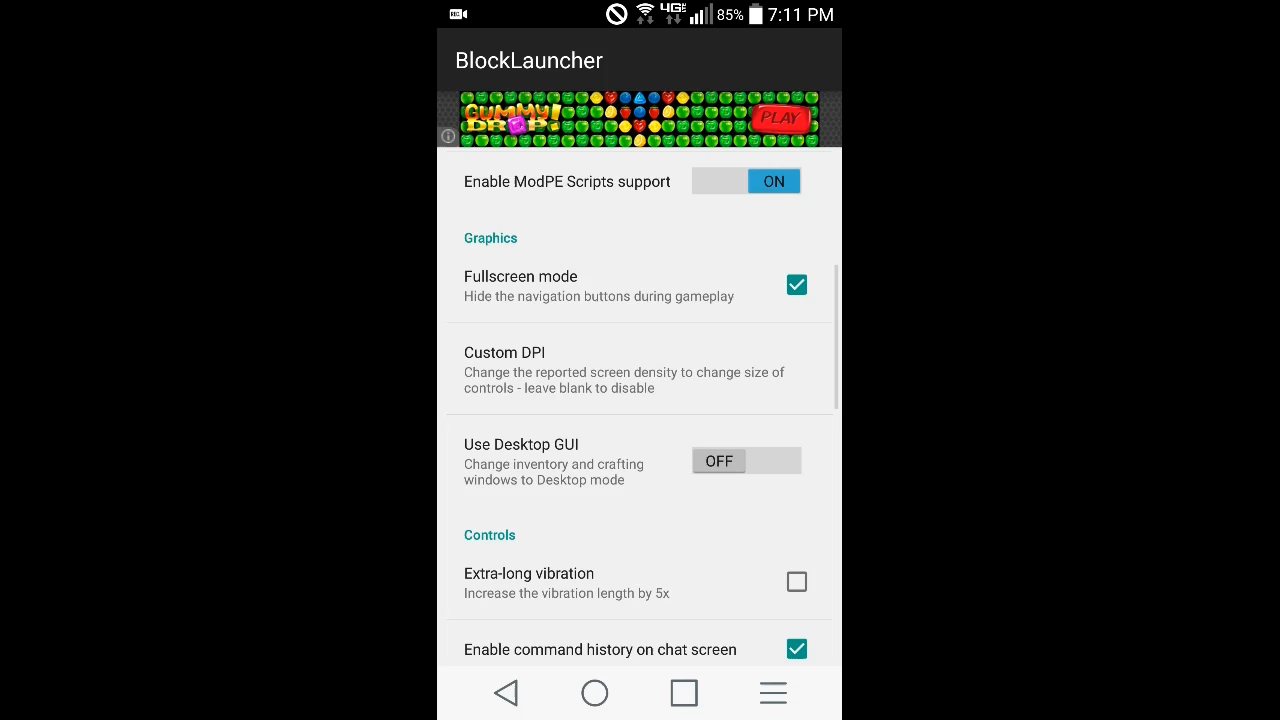 REC 4G LTE 85% 7:11 PM
BlockLauncher
GUMMY DROP! PLAY
Enable ModPE Scripts support ON
Graphics
Fullscreen mode
Hide the navigation buttons during gameplay
Custom DPI
Change the reported screen density to change size of
controls - leave blank to disable
Use Desktop GUI
OFF
Change inventory and crafting
windows to Desktop mode
Controls
Extra-long vibration
Increase the vibration length by 5x
Enable command history on chat screen